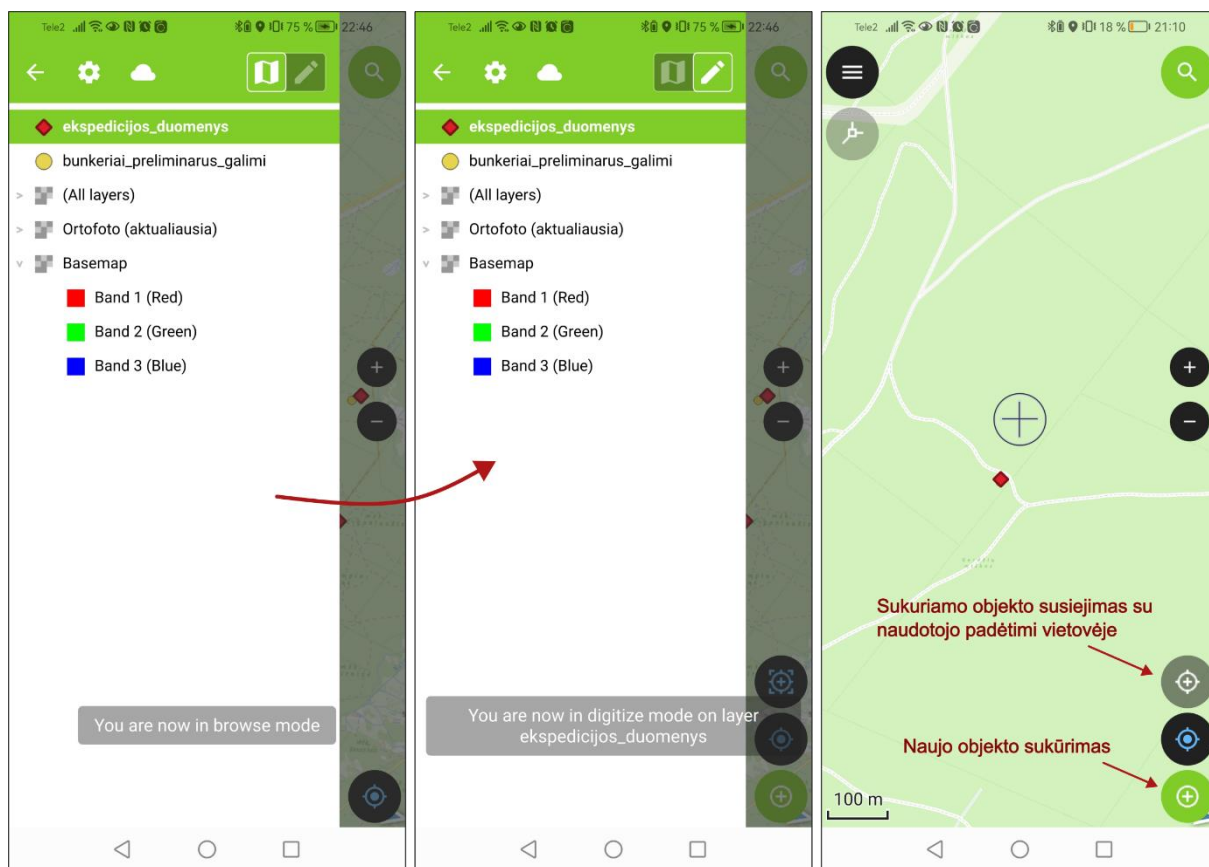 Tele2 75 % 22:46
ekspedicijos_duomenys
bunkeriai_preliminarus_galimi
(All layers)
Ortofoto (aktualiausia)
Basemap
Band 1 (Red)
Band 2 (Green)
Band 3 (Blue)
You are now in browse mode
Tele2 75 % 22:46
ekspedicijos_duomenys
bunkeriai_preliminarus_galimi
(All layers)
Ortofoto (aktualiausia)
Basemap
Band 1 (Red)
Band 2 (Green)
Band 3 (Blue)
You are now in digitize mode on layer
ekspedicijos_duomenys
Tele2 18 % 21:10
Sukuriamo objekto susiejimas su
naudotojo padėtimi vietovėje
Naujo objekto sukūrimas
100 m